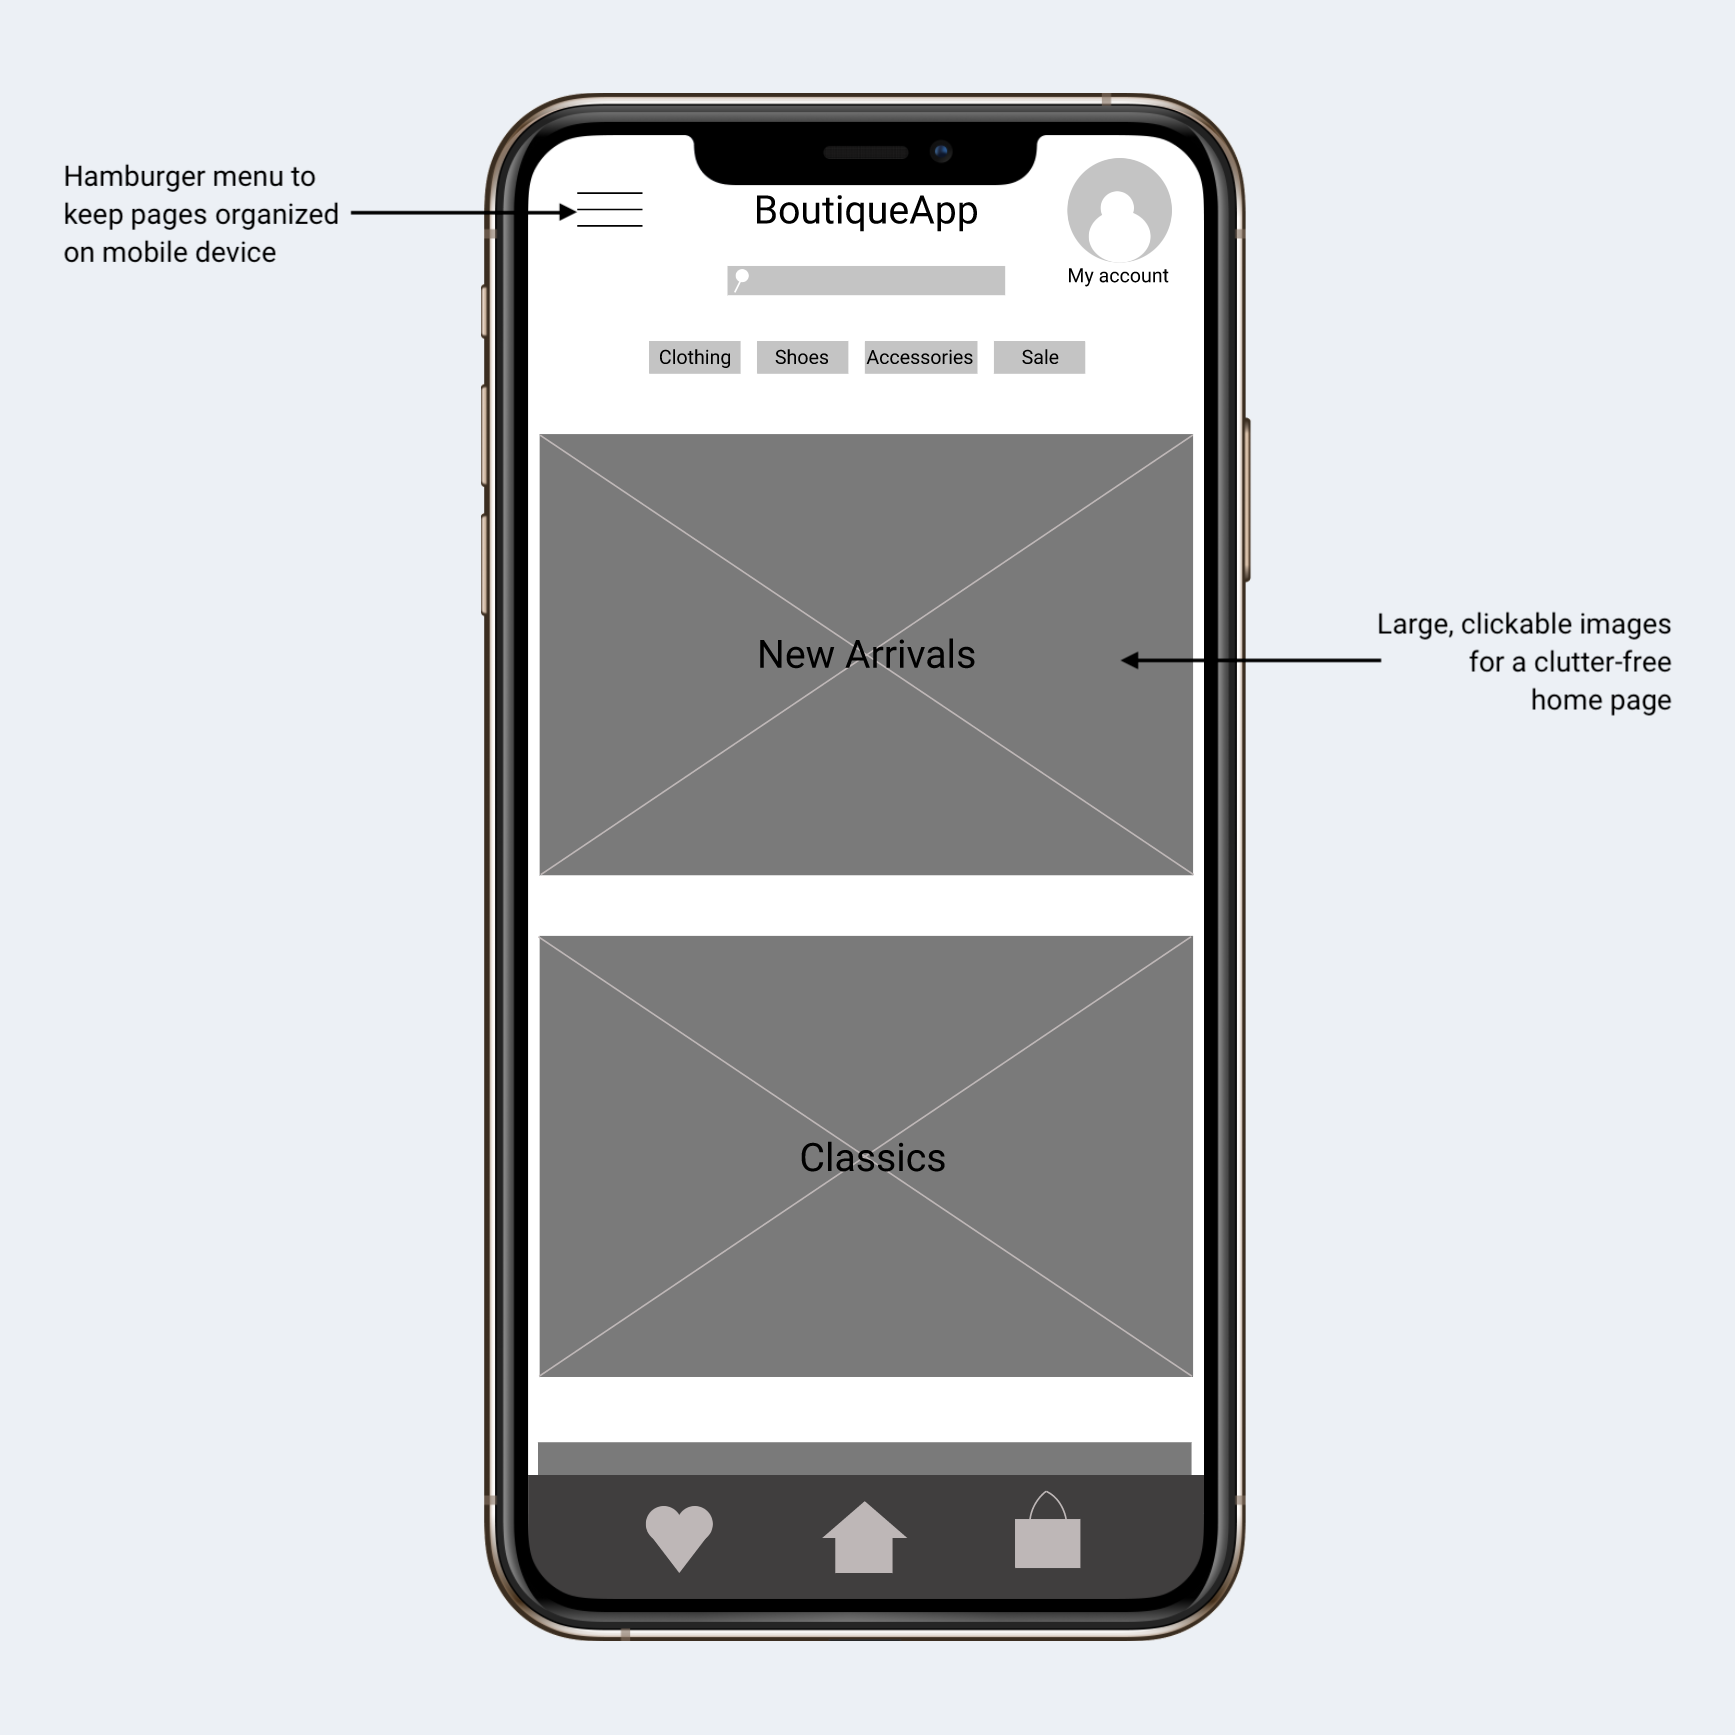 Hamburger menu to
keep pages organized
on mobile device
BoutiqueApp
My account
Clothing
Shoes
Accessories
Sale
New Arrivals
Large, clickable images
for a clutter-free
home page
Classics